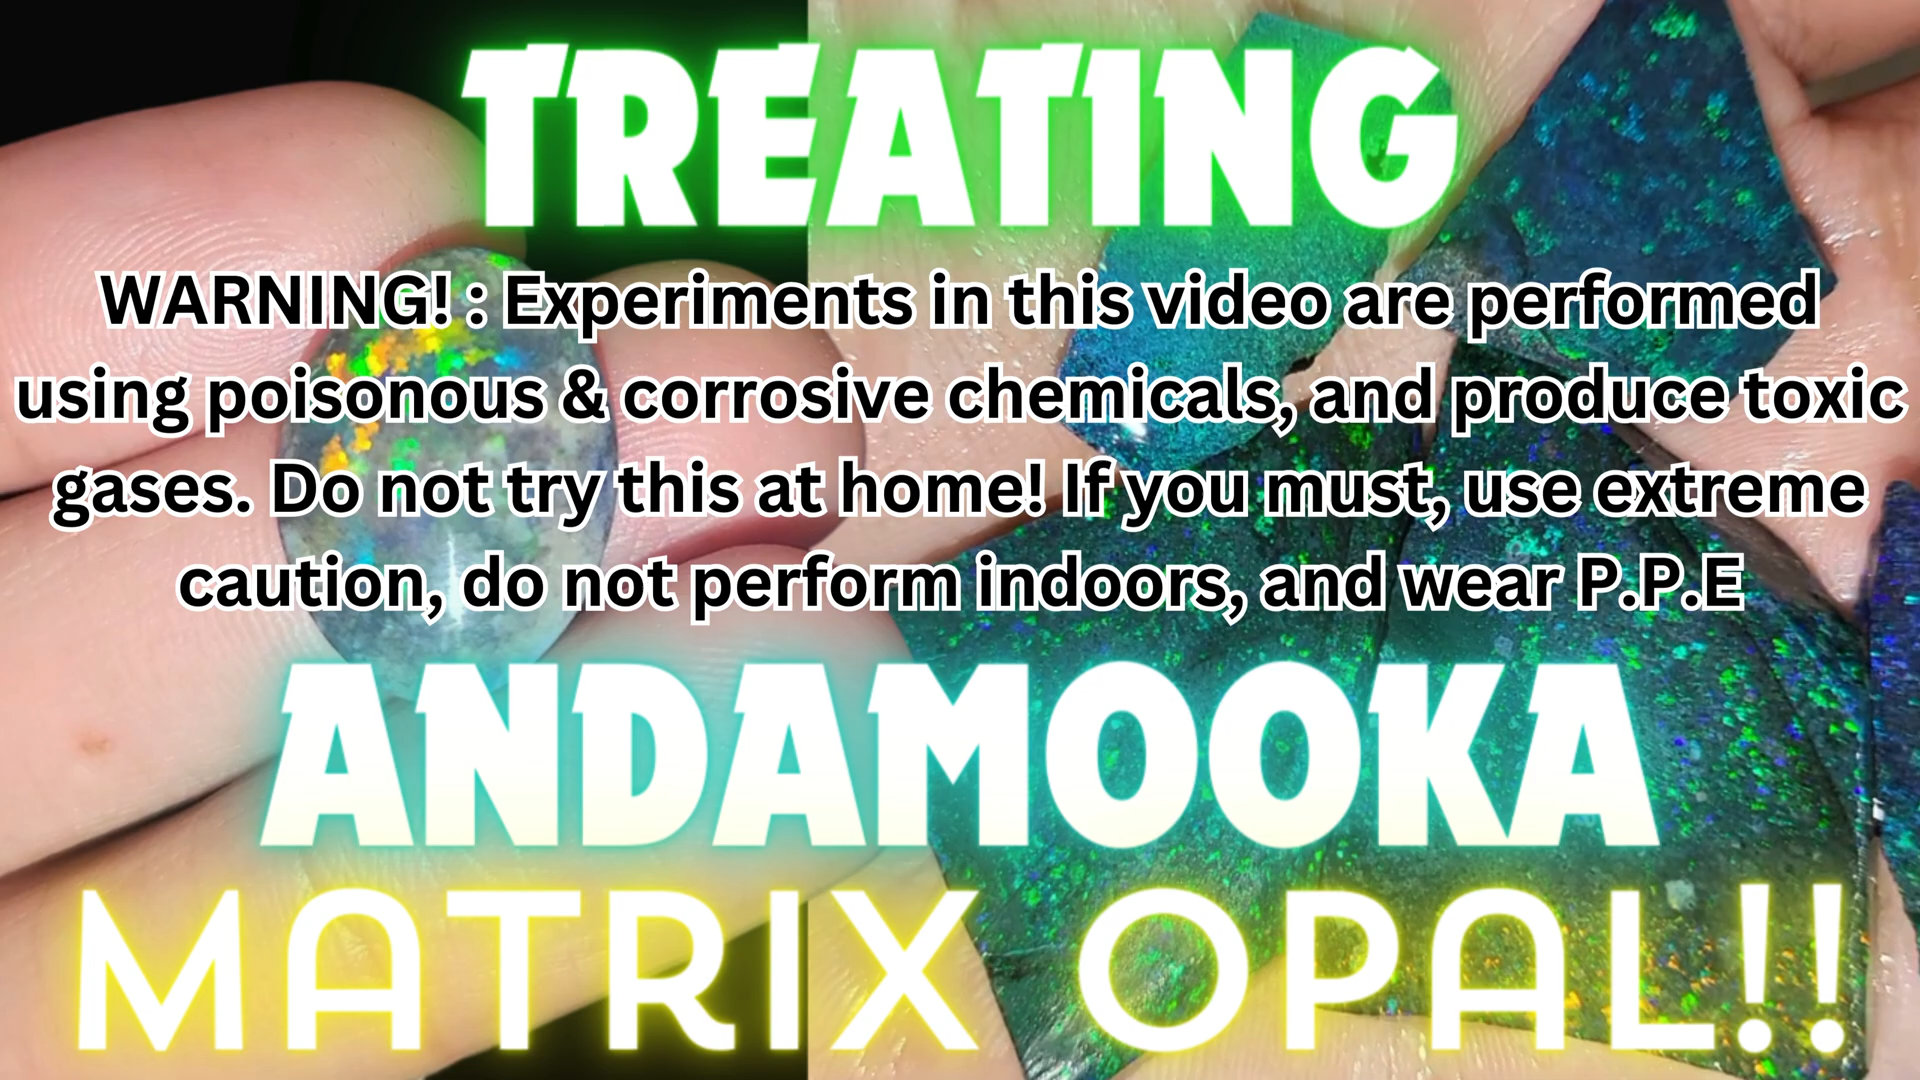 TREATING
WARNING! : Experiments in this video are performed
using poisonous & corrosive chemicals, and produce toxic
gases. Do not try this at home! If you must, use extreme
caution, do not perform indoors, and wear P.P.E
ANDAMOOKA
MATRIX OPAL!!